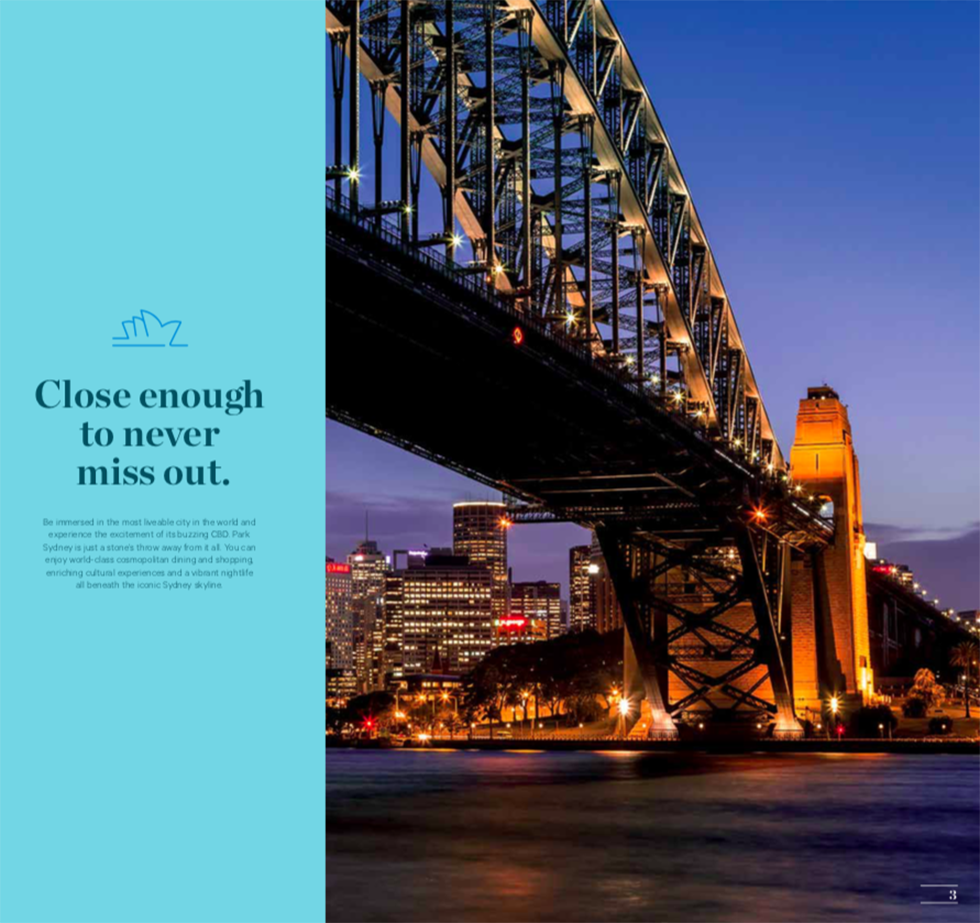 Close enough
to never
miss out.
Be immersed in the most liveable city in the world and
experience the excitement of its buzzing CBD. Park
Sydney is just a stone's throw away from it all. You can
enjoy world-class cosmopolitan dining and shopping,
enriching cultural experiences and a vibrant nightlife
all beneath the iconic Sydney skyline.
3